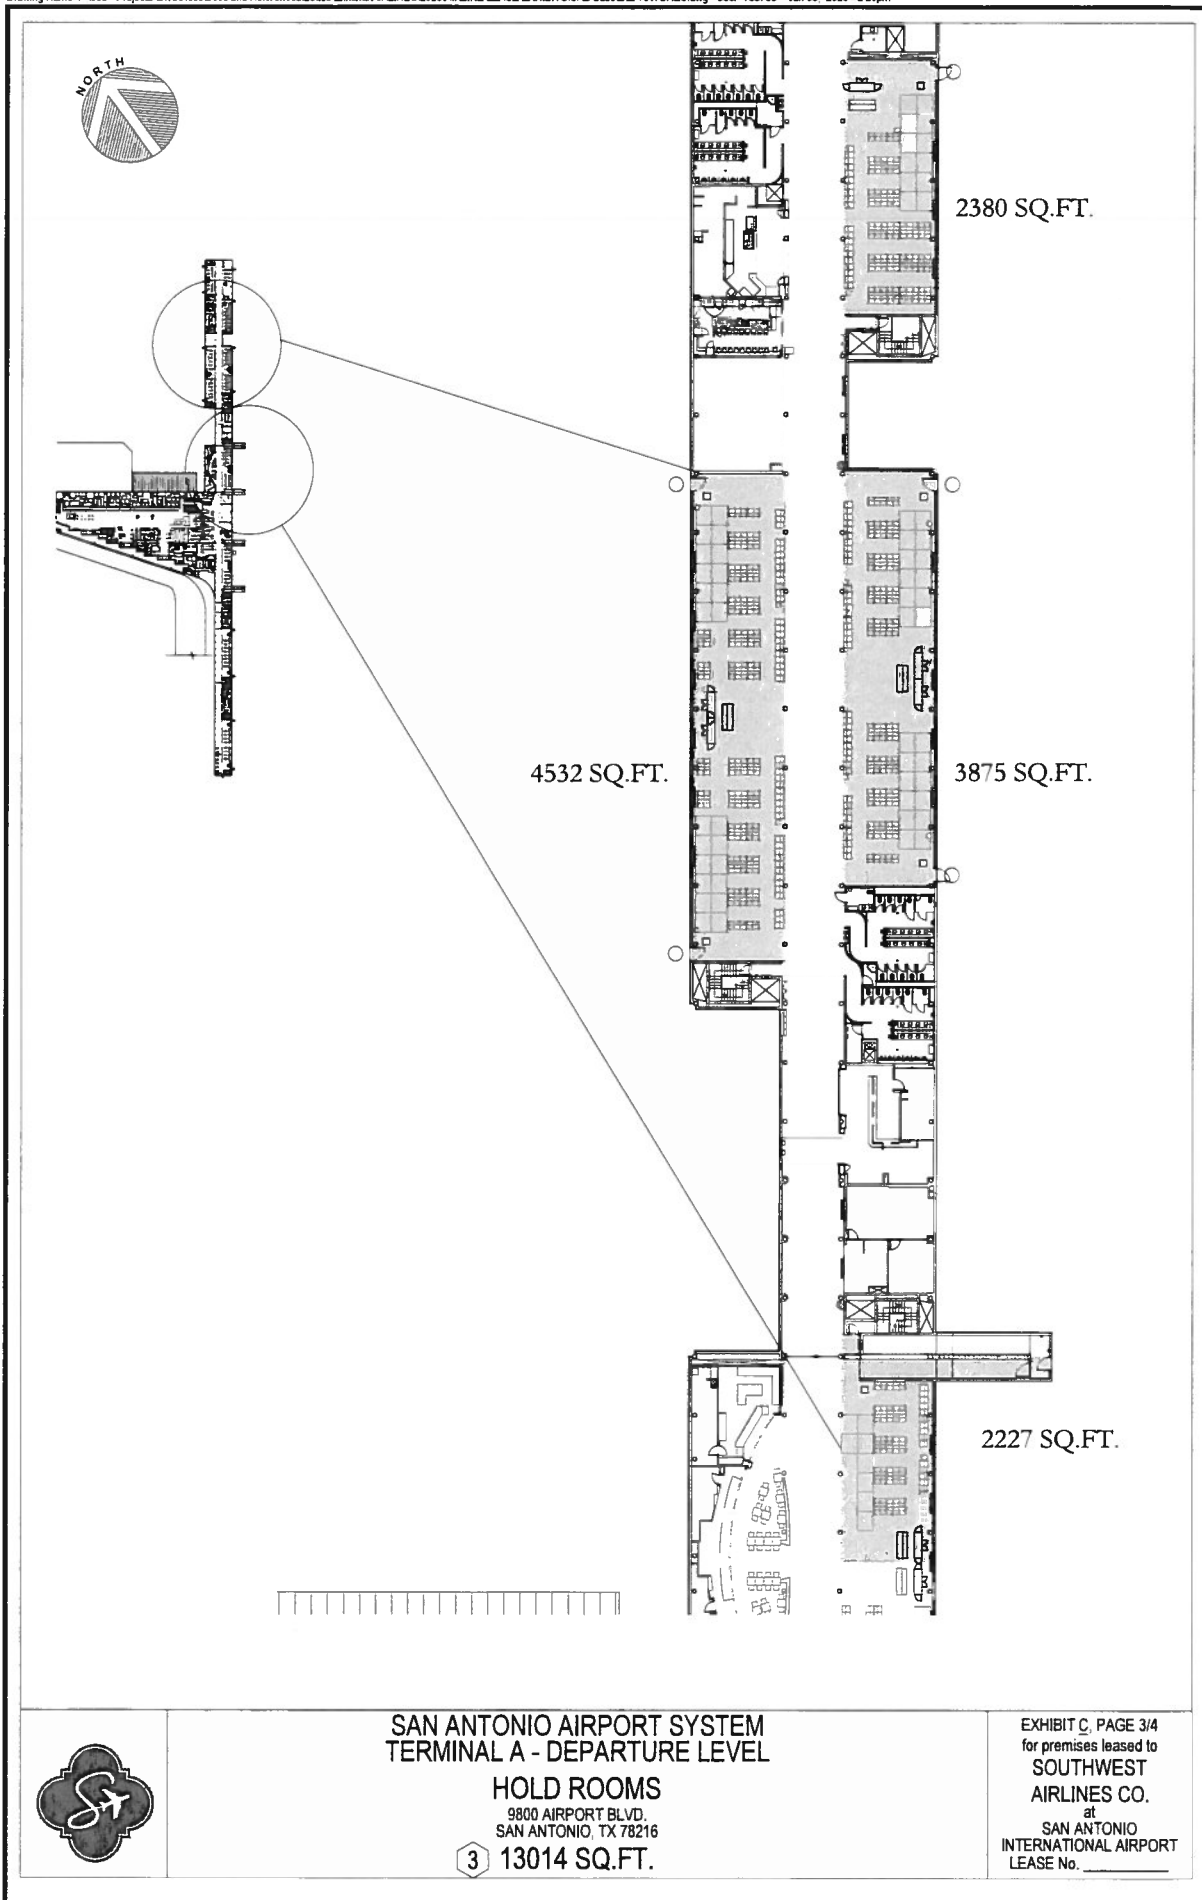 NORTH
2380 SQ.FT.
4532 SQ.FT.
3875 SQ.FT.
2227 SQ.FT.
SAN ANTONIO AIRPORT SYSTEM
TERMINAL A - DEPARTURE LEVEL
HOLD ROOMS
9800 AIRPORT BLVD.
SAN ANTONIO, TX 78216
3 13014 SQ.FT.
EXHIBIT C, PAGE 3/4
for premises leased to
SOUTHWEST
AIRLINES CO.
at
SAN ANTONIO
INTERNATIONAL AIRPORT
LEASE No. __________